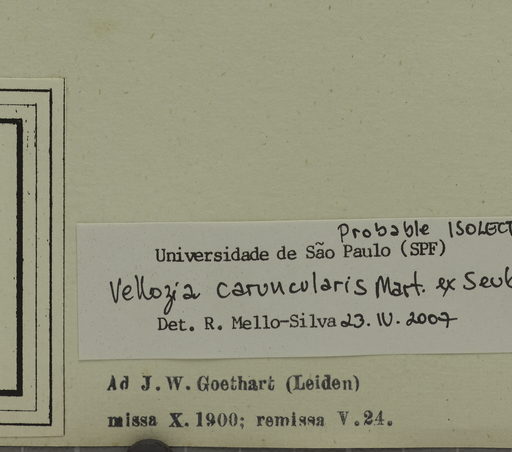 Probable ISOLECT
Universidade de São Paulo (SPF)
Vellozia caruncularis Mart. ex Seub
Det. R. Mello-Silva 23. IV. 2007
Ad J. W. Goethart (Leiden)
missa X. 1900; remissa V. 24.